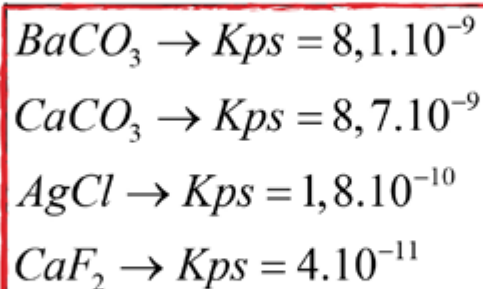 BaCO₃ → Kps = 8,1.10⁻⁹
CaCO₃ → Kps = 8,7.10⁻⁹
AgCl → Kps = 1,8.10⁻¹⁰
CaF₂ → Kps = 4.10⁻¹¹